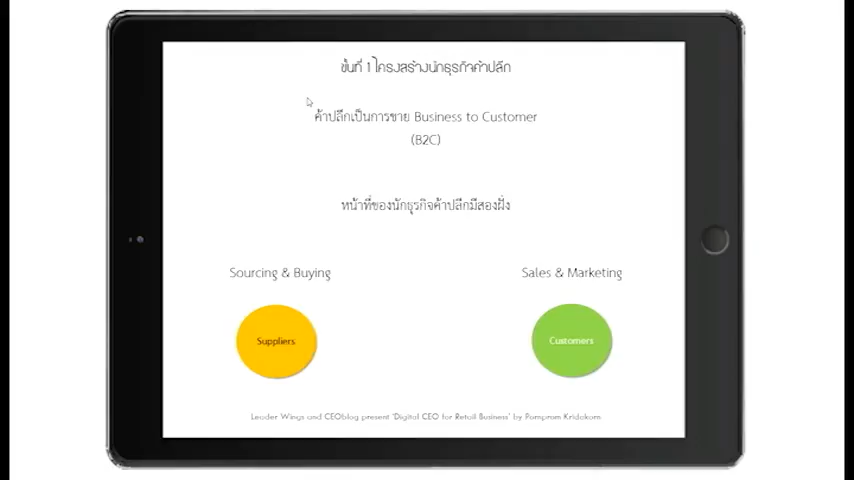 ขั้นที่ 1 โครงสร้างนักธุรกิจค้าปลีก
ค้าปลีกเป็นการขาย Business to Customer
(B2C)
หน้าที่ของนักธุรกิจค้าปลีกมีสองฝั่ง
Sourcing & Buying
Sales & Marketing
Suppliers
Customers
Leader Wings and CEOblog present 'Digital CEO for Retail Business' by Pompram Kridakorn